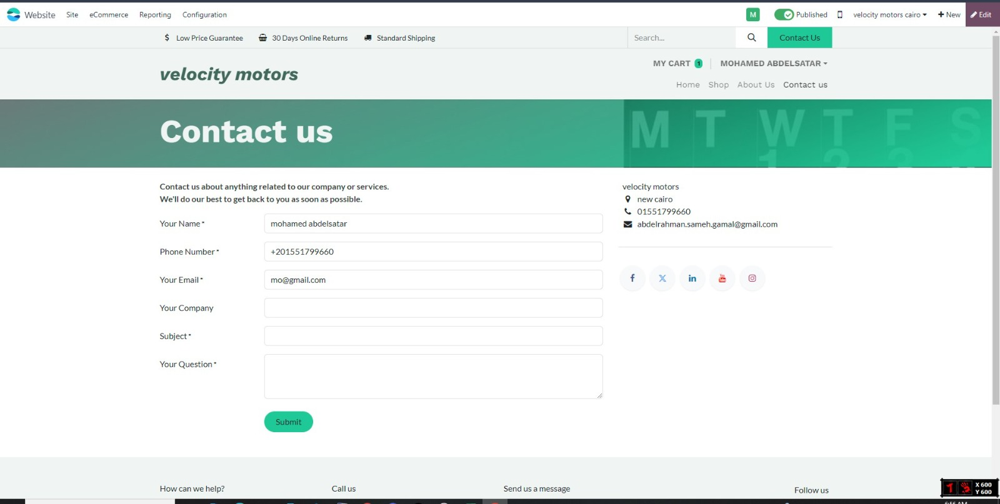 Website Site eCommerce Reporting Configuration M Published velocity motors cairo + New Edit
$ Low Price Guarantee 30 Days Online Returns Standard Shipping Search... Contact Us
MY CART 1 MOHAMED ABDELSATAR
velocity motors
Home Shop About Us Contact us
Contact us
M T W T F S
1 2 3
Contact us about anything related to our company or services.
We'll do our best to get back to you as soon as possible.
Your Name *
mohamed abdelsatar
Phone Number *
+201551799660
Your Email *
mo@gmail.com
Your Company
Subject *
Your Question *
Submit
velocity motors
new cairo
01551799660
abdelrahman.sameh.gamal@gmail.com
How can we help? Call us Send us a message Follow us
X 600
Y 600